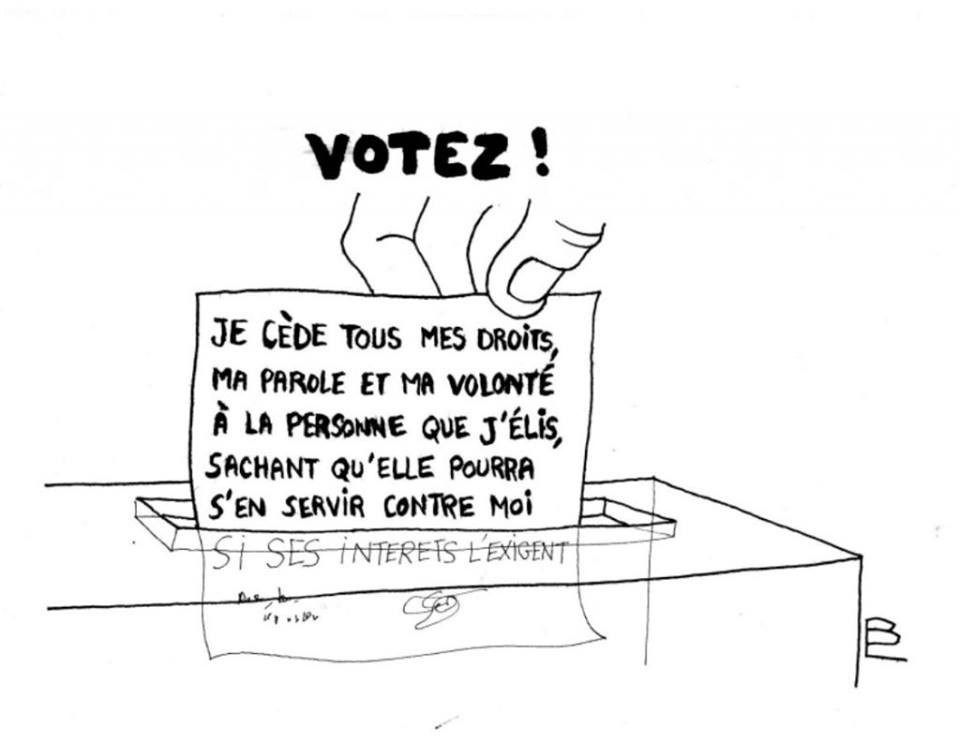 VOTEZ !
JE CÈDE TOUS MES DROITS,
MA PAROLE ET MA VOLONTÉ
À LA PERSONNE QUE J'ÉLIS,
SACHANT QU'ELLE POURRA
S'EN SERVIR CONTRE MOI
SI SES INTERETS L'EXIGENT